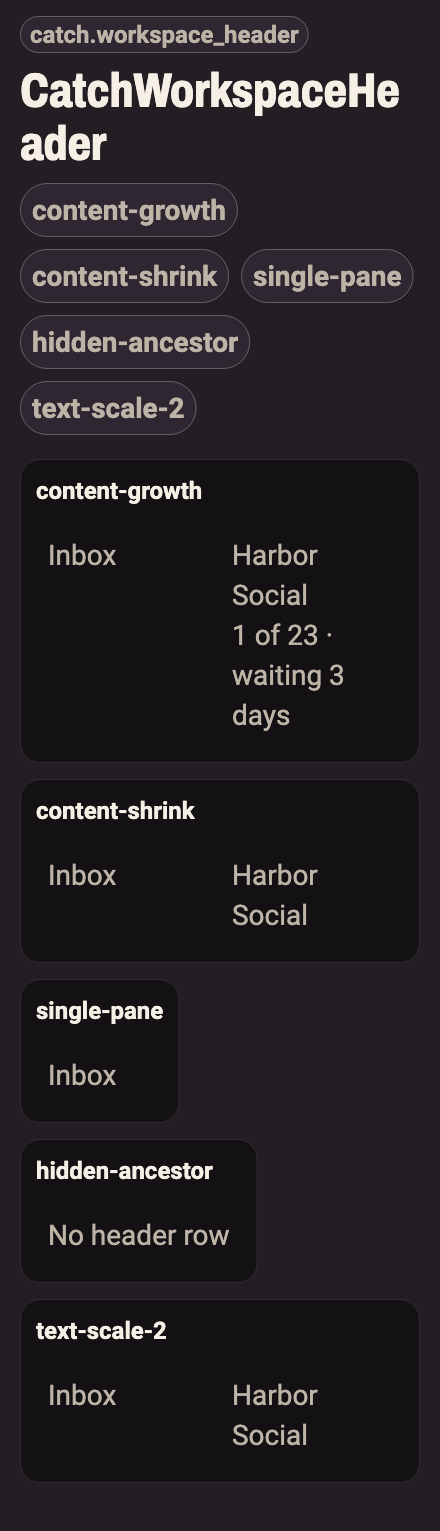 catch.workspace_header
CatchWorkspaceHe
ader
content-growth
content-shrink single-pane
hidden-ancestor
text-scale-2
content-growth
Inbox Harbor
Social
1 of 23 ·
waiting 3
days
content-shrink
Inbox Harbor
Social
single-pane
Inbox
hidden-ancestor
No header row
text-scale-2
Inbox Harbor
Social